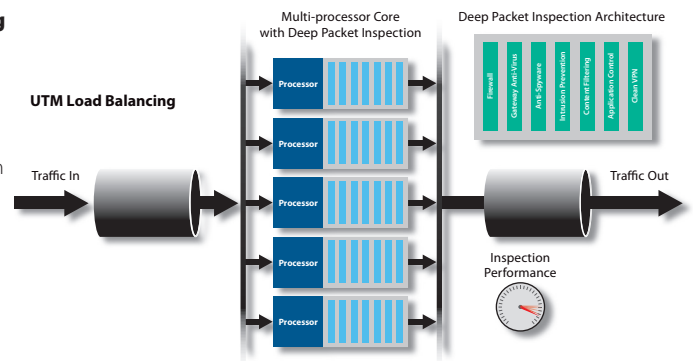 g
Multi-processor Core
with Deep Packet Inspection
Deep Packet Inspection Architecture
UTM Load Balancing
n
Traffic In
Processor
Processor
Processor
Processor
Processor
Firewall
Gateway Anti-Virus
Anti-Spyware
Intrusion Prevention
Content Filtering
Application Control
Clean VPN
Traffic Out
Inspection
Performance